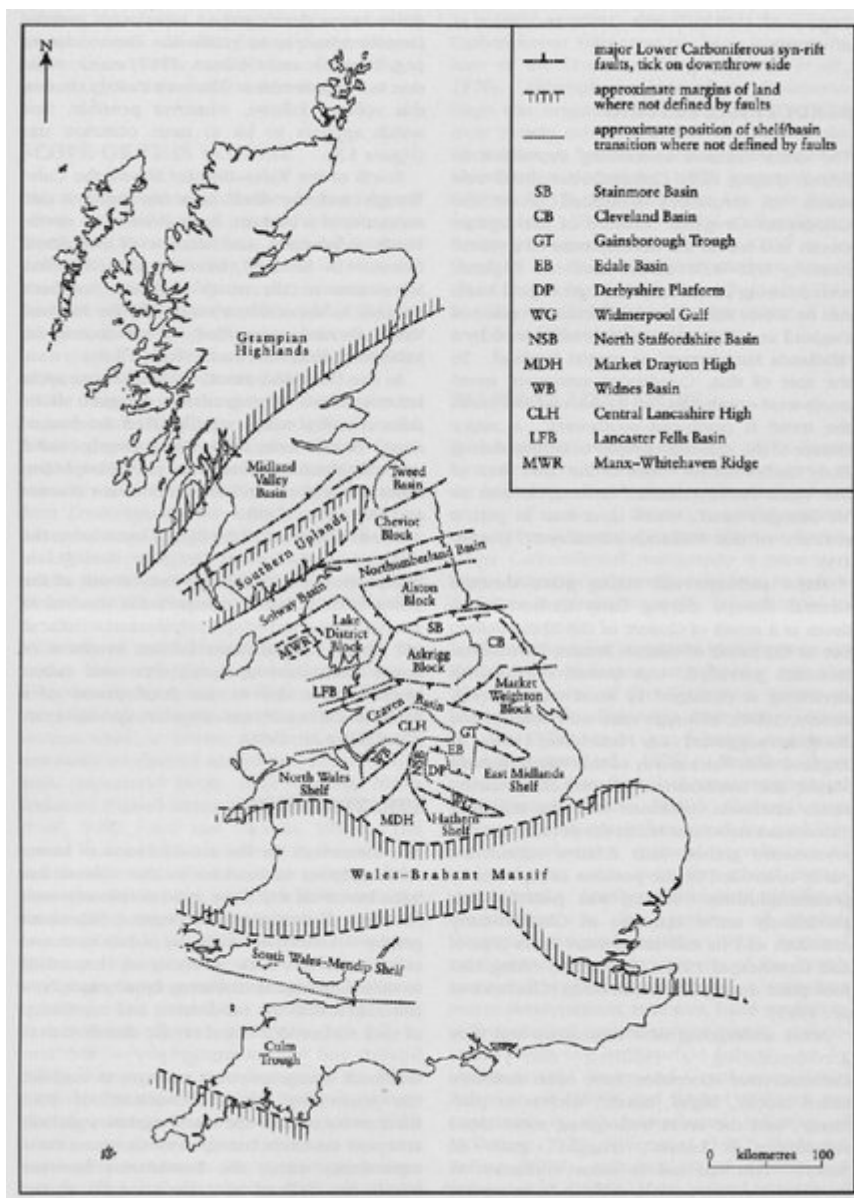 N
major Lower Carboniferous syn-rift
faults, tick on downthrow side
approximate margins of land
where not defined by faults
approximate position of shelf/basin
transition where not defined by faults
SB Stainmore Basin
CB Cleveland Basin
GT Gainsborough Trough
EB Edale Basin
DP Derbyshire Platform
WG Widmerpool Gulf
NSB North Staffordshire Basin
MDH Market Drayton High
WB Widnes Basin
CLH Central Lancashire High
LFB Lancaster Fells Basin
MWR Manx–Whitehaven Ridge
Grampian
Highlands
Midland
Valley
Basin
Tweed
Basin
Southern Uplands
Cheviot
Block
Northumberland Basin
Solway Basin
Alston
Block
Lake
District
Block
MWR
SB
CB
Askrigg
Block
LFB
Craven Basin
Market
Weighton
Block
CLH
GT
WB
NSB
EB
DP
North Wales
Shelf
East Midlands
Shelf
WG
MDH
Hathern
Shelf
Wales–Brabant Massif
South Wales–Mendip Shelf
Culm
Trough
0 kilometres 100